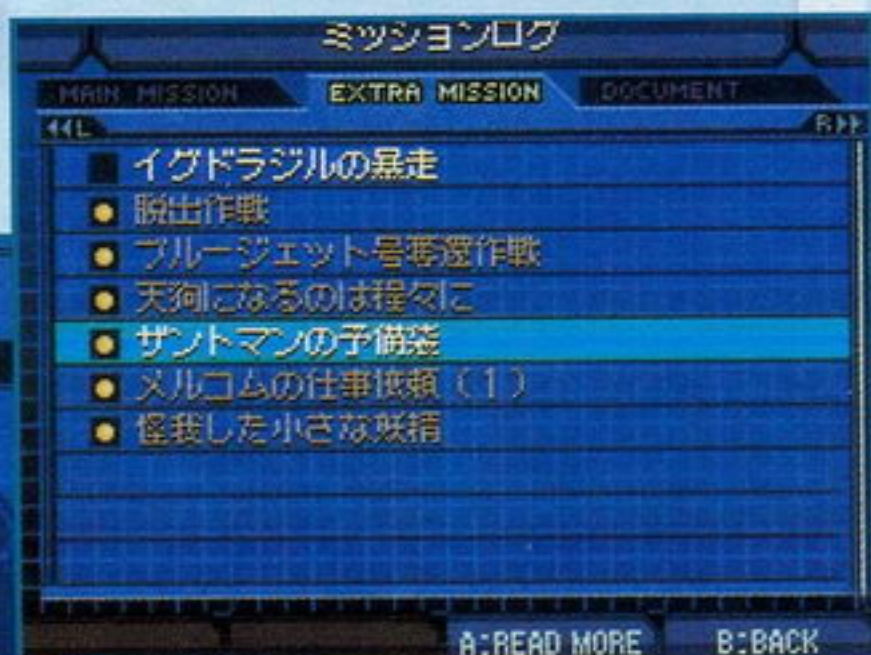 ミッションログ
MAIN MISSION EXTRA MISSION DOCUMENT
◀◀L R▶▶
イグドラジルの暴走
脱出作戦
ブルージェット号奪還作戦
天狗になるのは程々に
ザントマンの予備袋
メルコムの仕事依頼(1)
怪我した小さな妖精
A:READ MORE B:BACK